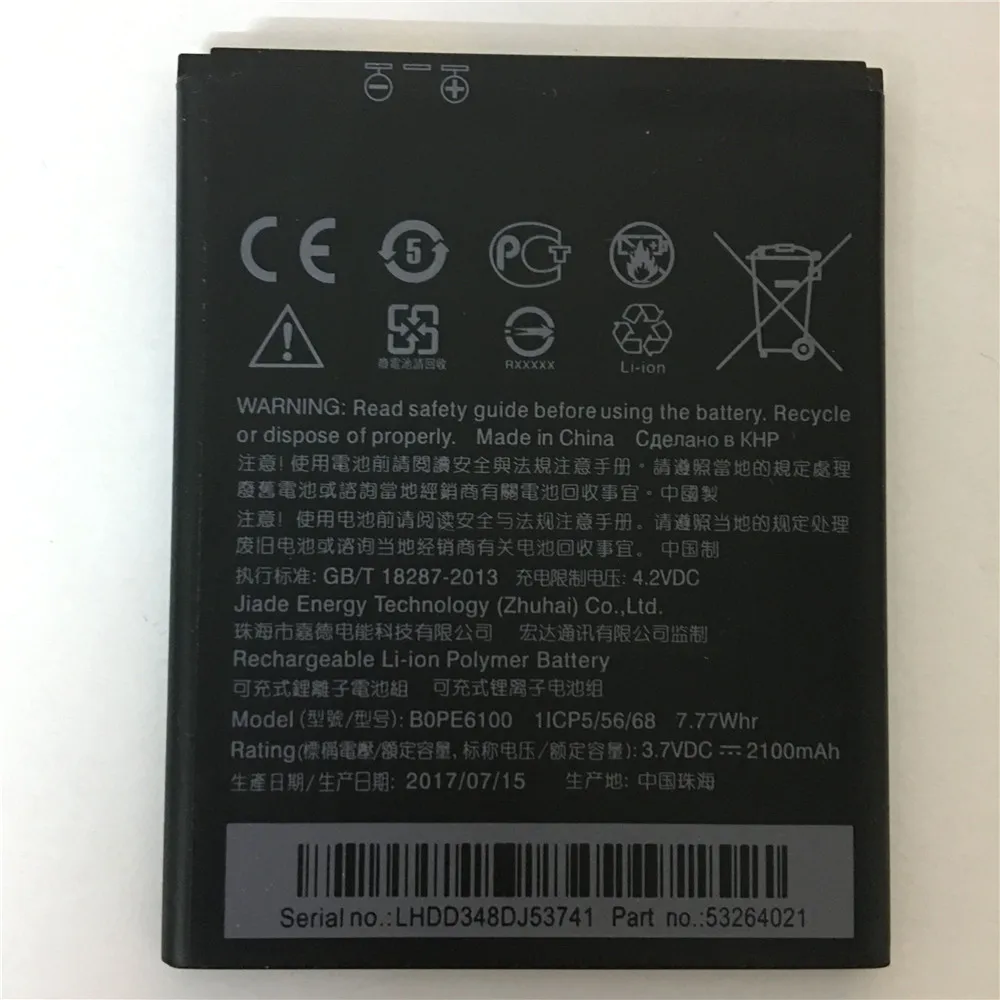 CE 5 РСТ
廢電池請回收 RXXXXX Li-ion
WARNING: Read safety guide before using the battery. Recycle
or dispose of properly. Made in China Сделано в КНР
注意! 使用電池前請閱讀安全與法規注意手册。請遵照當地的規定處理
廢舊電池或諮詢當地經銷商有關電池回收事宜。中國製
注意! 使用电池前请阅读安全与法规注意手册。请遵照当地的规定处理
废旧电池或咨询当地经销商有关电池回收事宜。中国制
执行标准: GB/T 18287-2013 充电限制电压: 4.2VDC
Jiade Energy Technology (Zhuhai) Co.,Ltd.
珠海市嘉德电能科技有限公司 宏达通讯有限公司监制
Rechargeable Li-ion Polymer Battery
可充式鋰離子電池組 可充式锂离子电池组
Model (型號/型号): B0PE6100 1ICP5/56/68 7.77Whr
Rating(標稱電壓/額定容量, 标称电压/额定容量): 3.7VDC ⎓ 2100mAh
生產日期/生产日期: 2017/07/15 生产地: 中国珠海
Serial no.:LHDD348DJ53741 Part no.:53264021